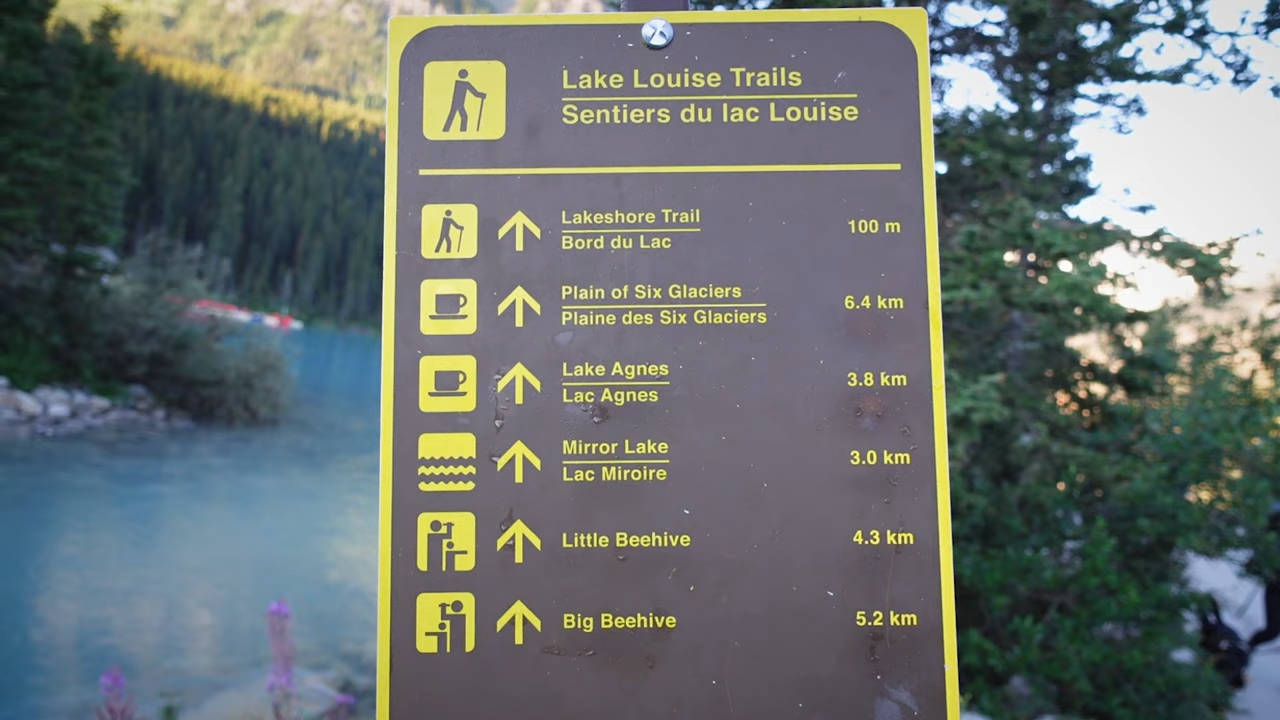 Lake Louise Trails
Sentiers du lac Louise
Lakeshore Trail
Bord du Lac
100 m
Plain of Six Glaciers
Plaine des Six Glaciers
6.4 km
Lake Agnes
Lac Agnes
3.8 km
Mirror Lake
Lac Miroire
3.0 km
Little Beehive
4.3 km
Big Beehive
5.2 km